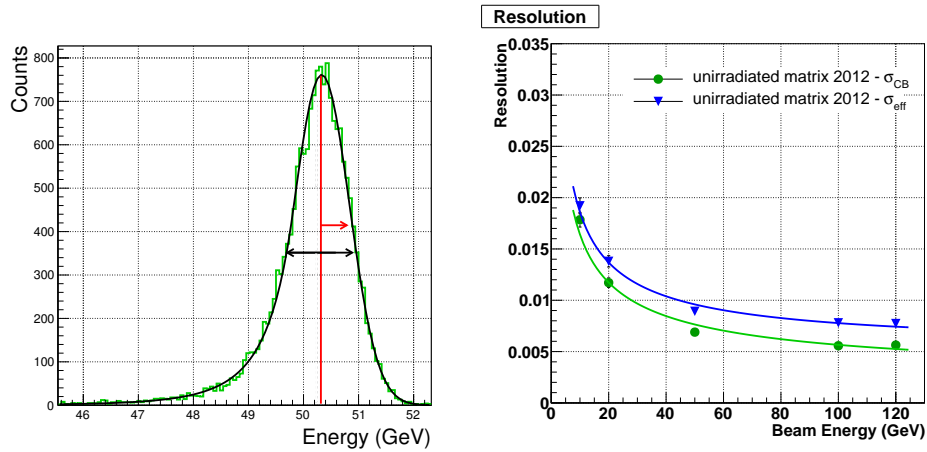 Counts
800
700
600
500
400
300
200
100
0
46 47 48 49 50 51 52
Energy (GeV)
Resolution
Resolution
0.035
0.03
0.025
0.02
0.015
0.01
0.005
0
unirradiated matrix 2012 - σCB
unirradiated matrix 2012 - σeff
0 20 40 60 80 100 120
Beam Energy (GeV)